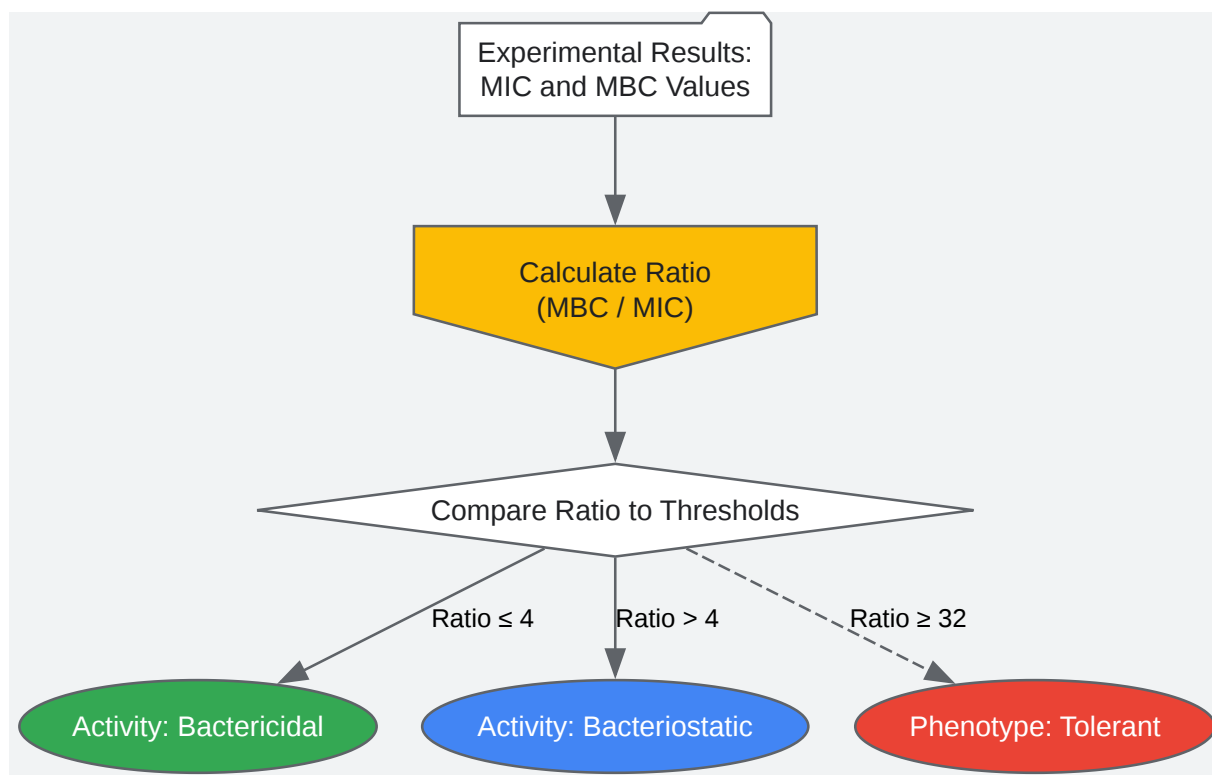 Experimental Results:
MIC and MBC Values
Calculate Ratio
(MBC / MIC)
Compare Ratio to Thresholds
Ratio ≤ 4
Ratio > 4
Ratio ≥ 32
Activity: Bactericidal
Activity: Bacteriostatic
Phenotype: Tolerant